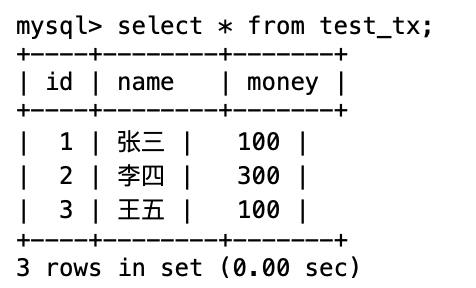 mysql> select * from test_tx;
+----+--------+-------+
| id | name   | money |
+----+--------+-------+
|  1 | 张三 |   100 |
|  2 | 李四 |   300 |
|  3 | 王五 |   100 |
+----+--------+-------+
3 rows in set (0.00 sec)